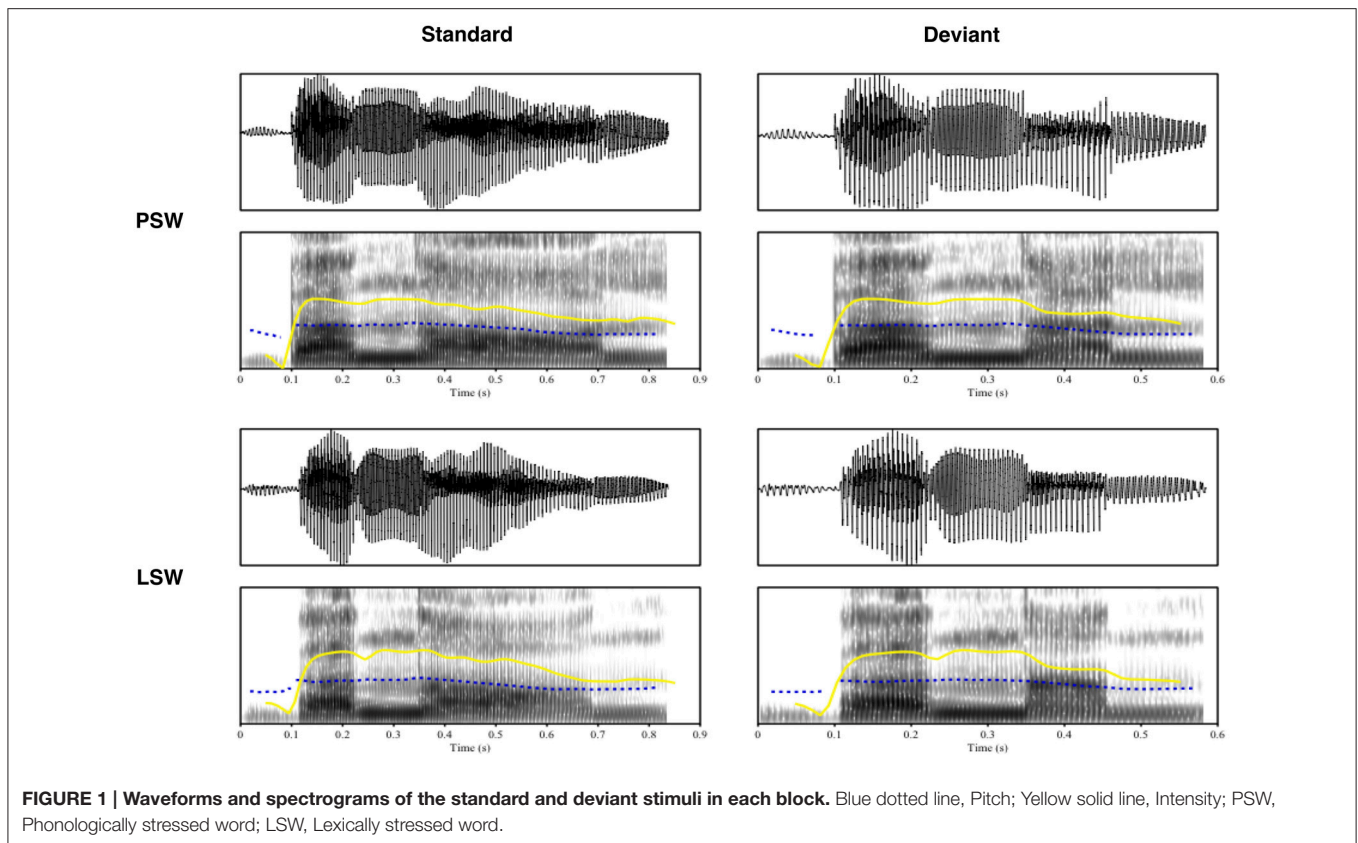 Standard Deviant
PSW
0 0.1 0.2 0.3 0.4 0.5 0.6 0.7 0.8 0.9
Time (s)
0 0.1 0.2 0.3 0.4 0.5 0.6
Time (s)
LSW
0 0.1 0.2 0.3 0.4 0.5 0.6 0.7 0.8 0.9
Time (s)
0 0.1 0.2 0.3 0.4 0.5 0.6
Time (s)
FIGURE 1 | Waveforms and spectrograms of the standard and deviant stimuli in each block. Blue dotted line, Pitch; Yellow solid line, Intensity; PSW,
Phonologically stressed word; LSW, Lexically stressed word.